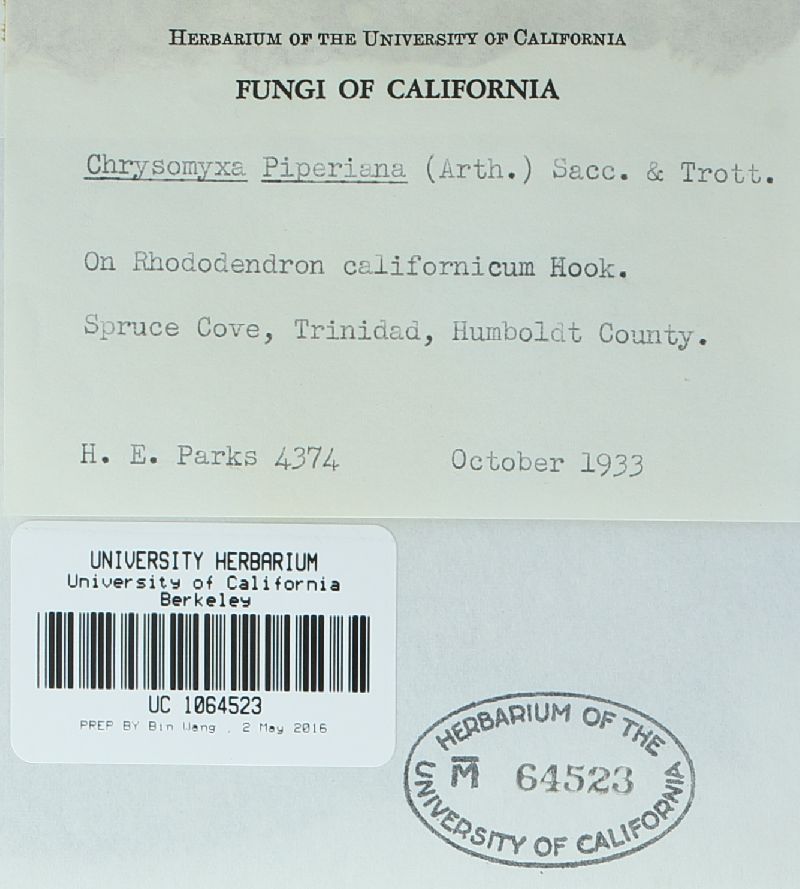 HERBARIUM OF THE UNIVERSITY OF CALIFORNIA
FUNGI OF CALIFORNIA
Chrysomyxa Piperiana (Arth.) Sacc. & Trott.
On Rhododendron californicum Hook.
Spruce Cove, Trinidad, Humboldt County.
H. E. Parks 4374 October 1933
UNIVERSITY HERBARIUM
University of California
Berkeley
UC 1064523
PREP BY Bin Wang , 2 May 2016
HERBARIUM OF THE
M̅ 64523
UNIVERSITY OF CALIFORNIA